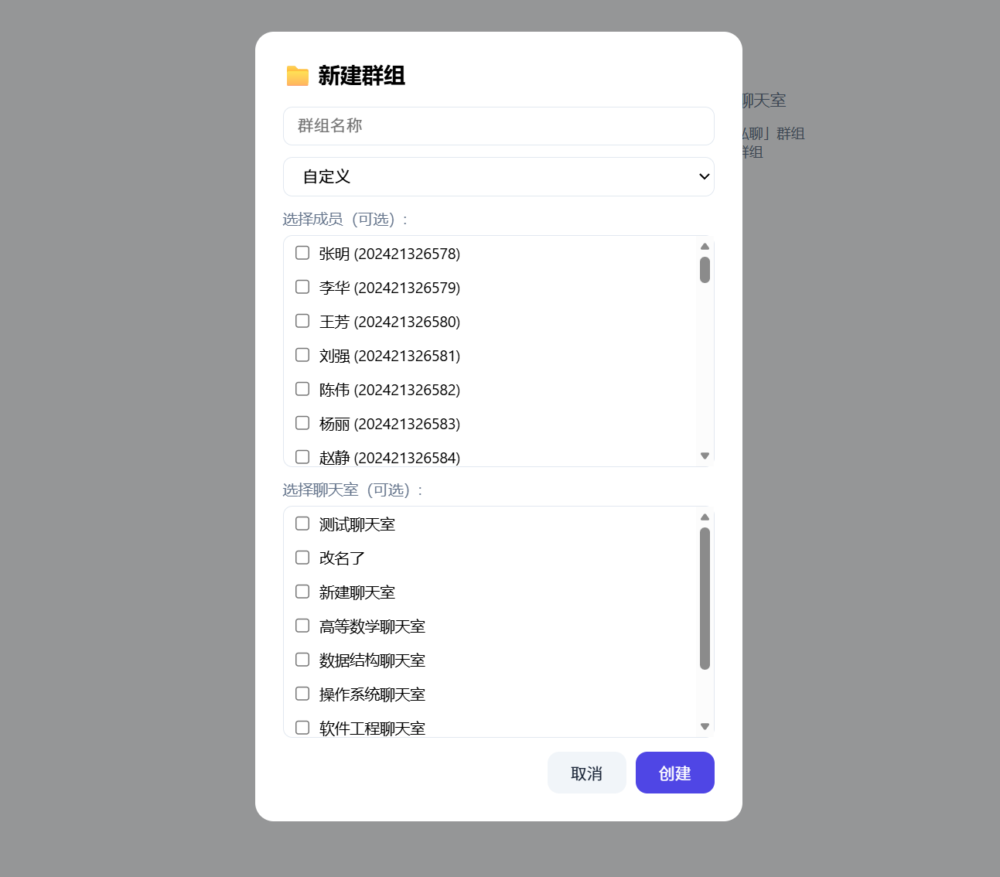 新建群组
聊天室
群组名称
私聊」群组
群组
自定义
选择成员（可选）:
张明 (202421326578)
李华 (202421326579)
王芳 (202421326580)
刘强 (202421326581)
陈伟 (202421326582)
杨丽 (202421326583)
赵静 (202421326584)
选择聊天室（可选）:
测试聊天室
改名了
新建聊天室
高等数学聊天室
数据结构聊天室
操作系统聊天室
软件工程聊天室
取消
创建